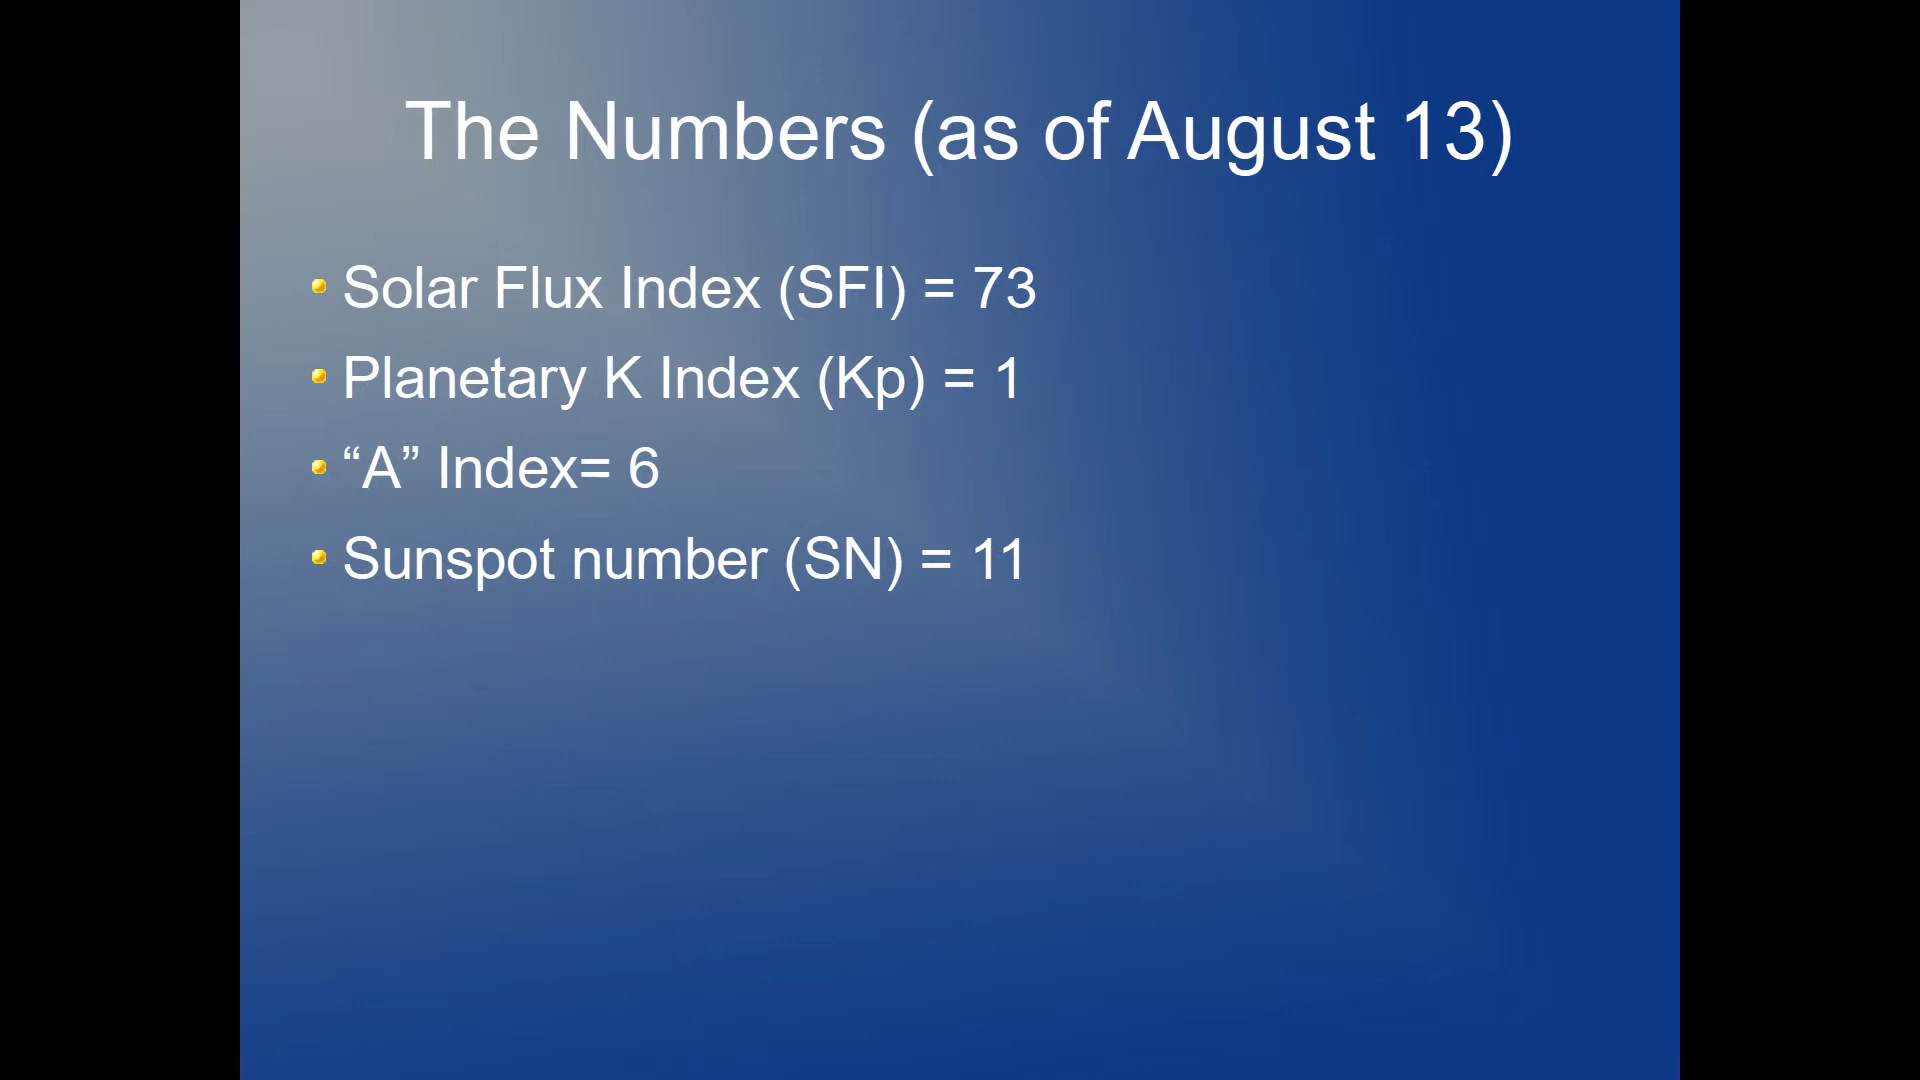 The Numbers (as of August 13)
Solar Flux Index (SFI) = 73
Planetary K Index (Kp) = 1
“A” Index= 6
Sunspot number (SN) = 11